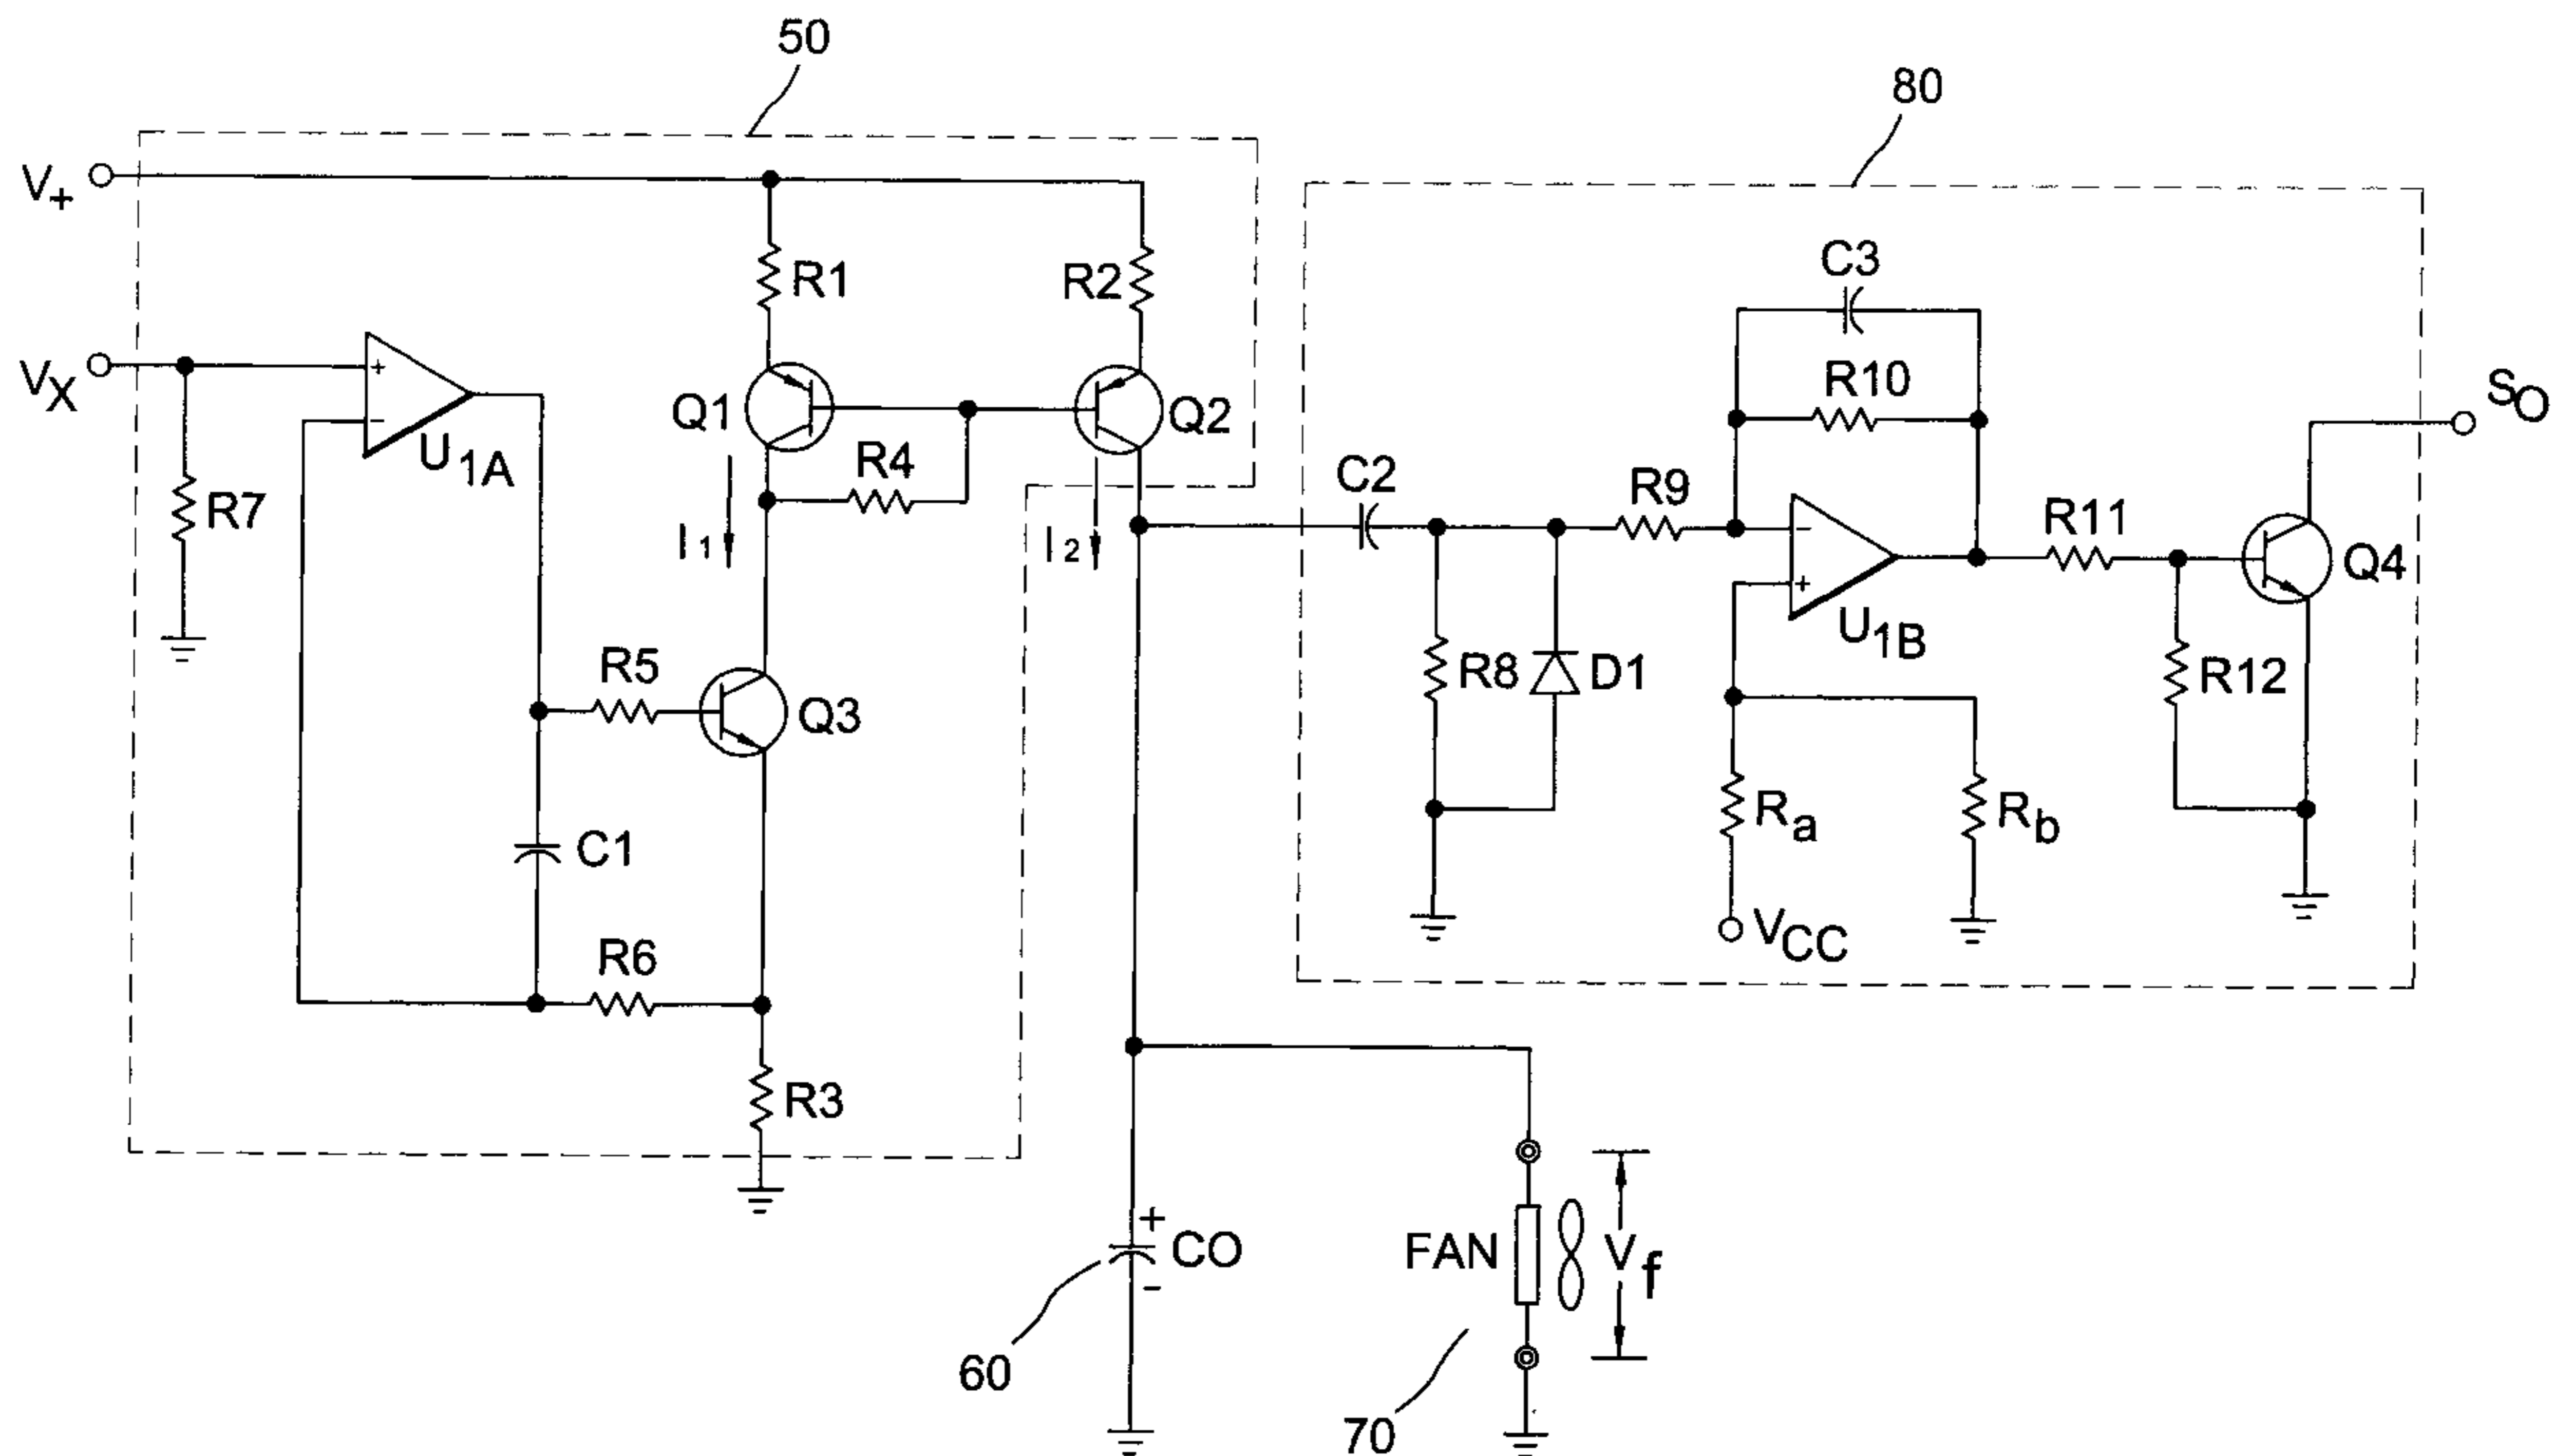 50
80
V+
R1
R2
C3
VX
+
−
U1A
Q1
R4
Q2
R10
SO
R7
I1
I2
C2
R9
−
+
U1B
R11
Q4
R5
Q3
R8
D1
R12
C1
Ra
Rb
VCC
R6
R3
+
CO
−
FAN
Vf
60
70